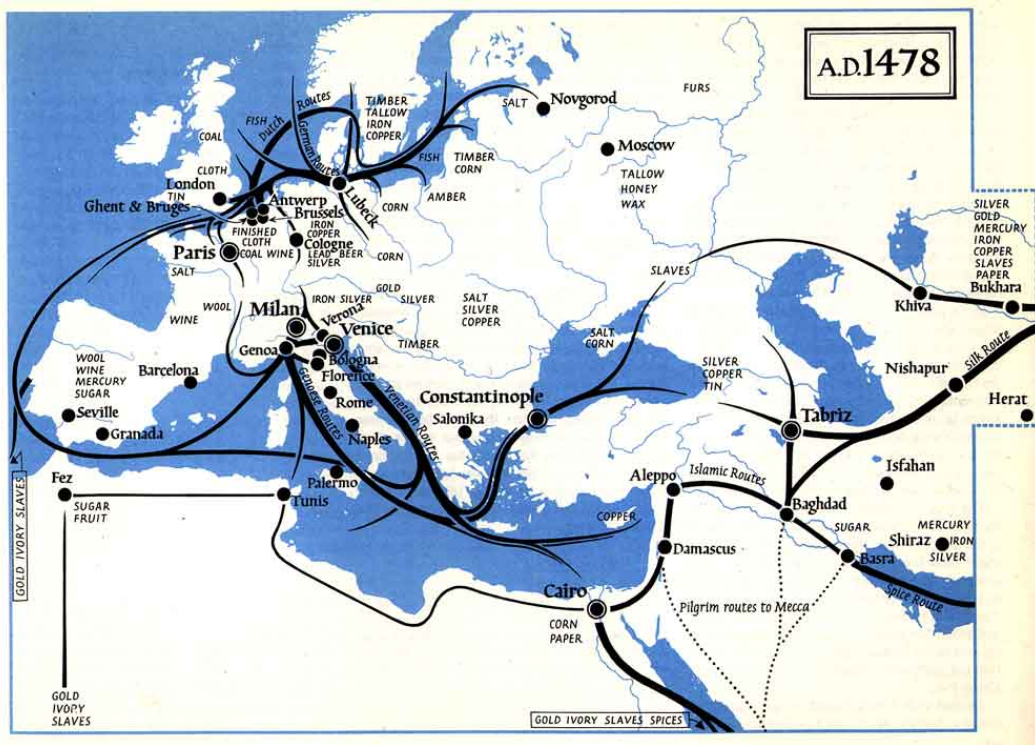 A.D.1478
FURS
SALT
Novgorod
Moscow
TALLOW
HONEY
WAX
Dutch Routes
German Routes
FISH
TIMBER
TALLOW
IRON
COPPER
COAL
CLOTH
London
TIN
Ghent & Bruges
Antwerp
Brussels
FINISHED
CLOTH
COAL WINE
IRON
COPPER
Cologne
LEAD BEER
SILVER
Lubeck
FISH
TIMBER
CORN
AMBER
CORN
CORN
Paris
SALT
WOOL
WINE
IRON SILVER
GOLD
SILVER
SALT
SILVER
COPPER
TIMBER
Milan
Verona
Venice
Genoa
Bologna
Florence
Rome
Naples
Palermo
Genoese Routes
Venetian Routes
WOOL
WINE
MERCURY
SUGAR
Barcelona
Seville
Granada
Constantinople
Salonika
SLAVES
SALT
CORN
SILVER
COPPER
TIN
SILVER
GOLD
MERCURY
IRON
COPPER
SLAVES
PAPER
Bukhara
Khiva
Silk Route
Nishapur
Herat
Tabriz
Isfahan
Aleppo
Islamic Routes
Baghdad
COPPER
Damascus
SUGAR
Basra
MERCURY
Shiraz
IRON
SILVER
Spice Route
Pilgrim routes to Mecca
Cairo
CORN
PAPER
GOLD IVORY SLAVES SPICES
Fez
SUGAR
FRUIT
Tunis
GOLD IVORY SLAVES
GOLD
IVORY
SLAVES